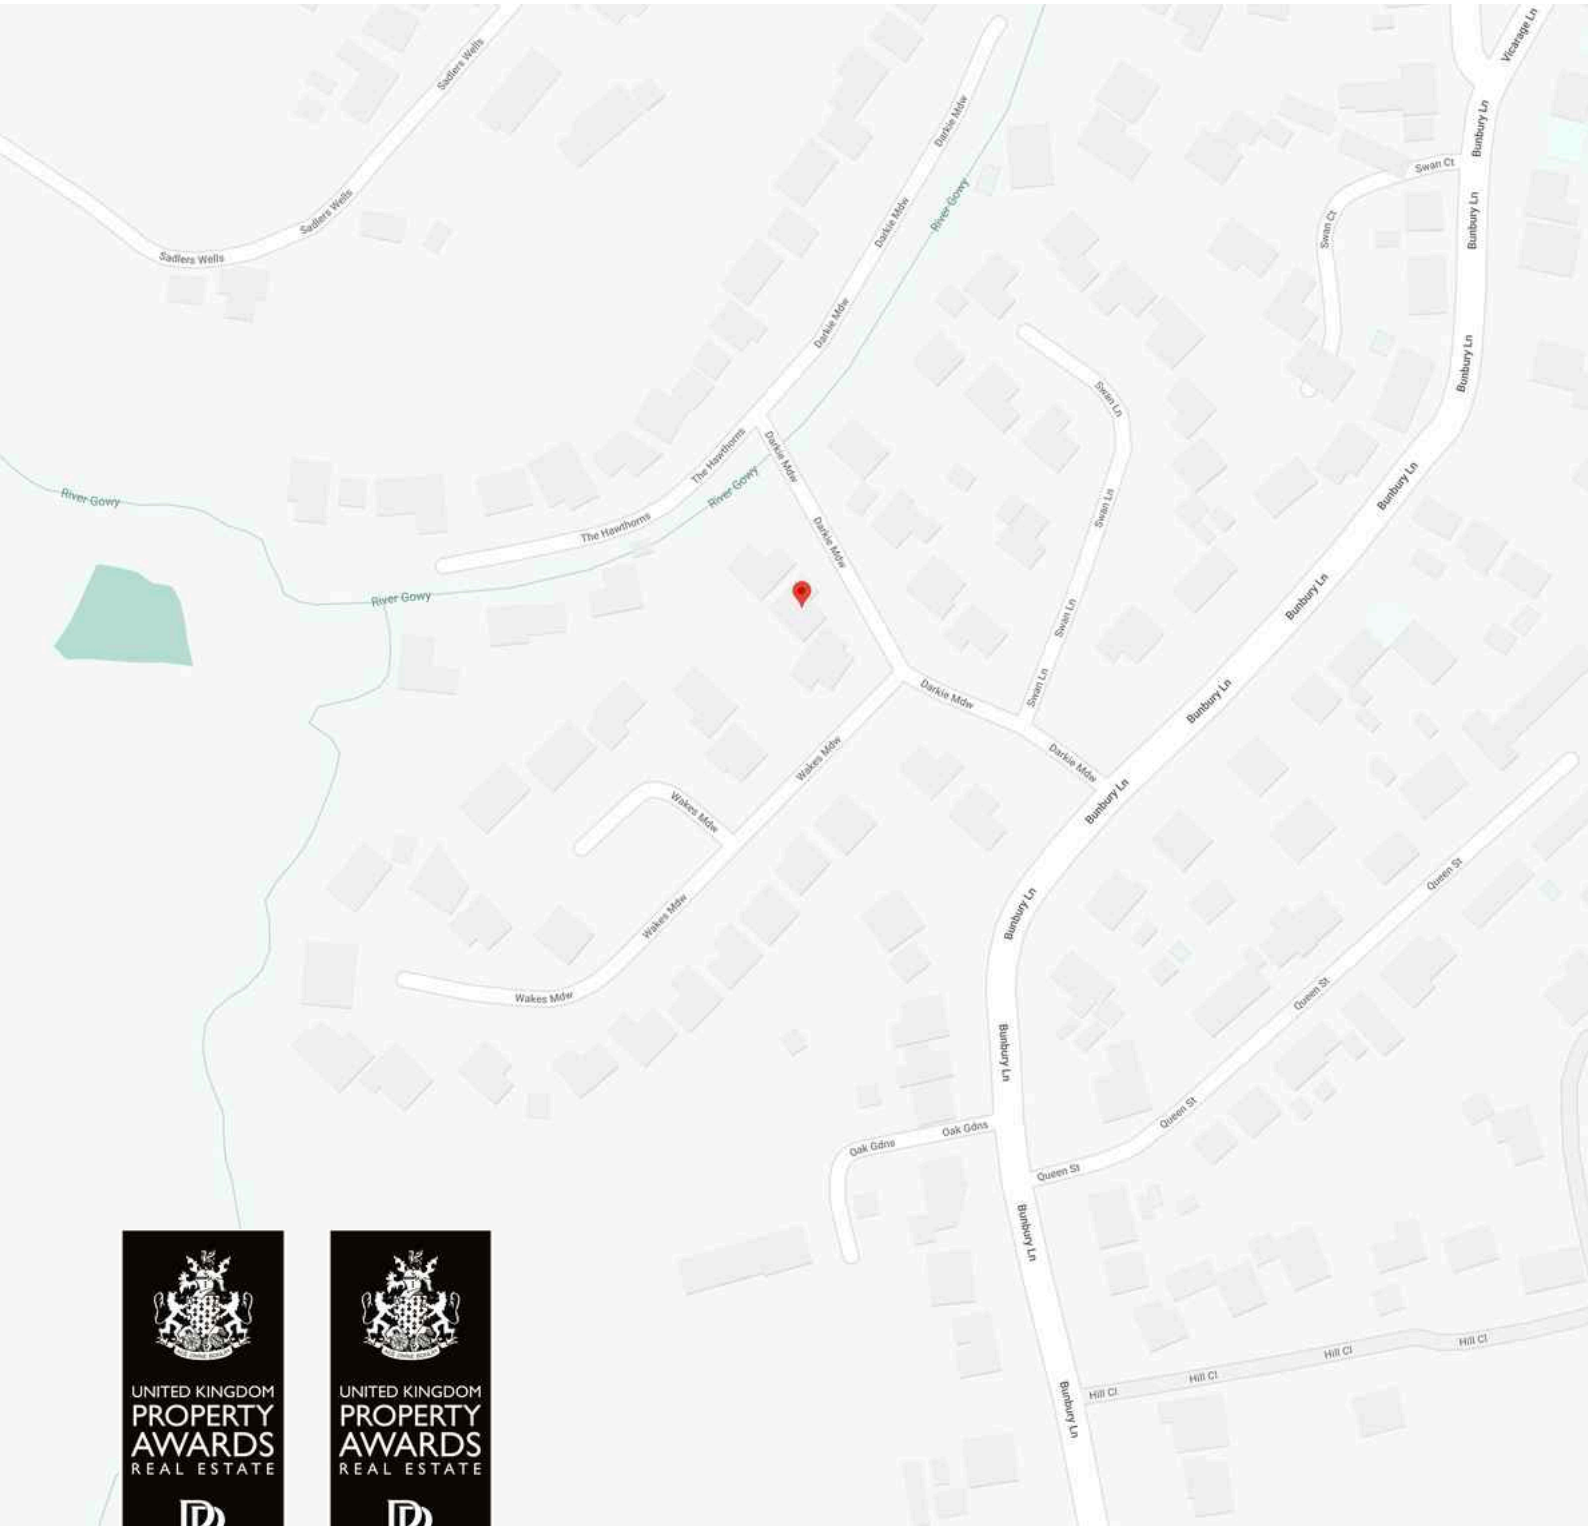 Vicarage Ln
Sadlers Wells
Darkie Mdw
Bunbury Ln
Swan Ct
Sadlers Wells
River Gowy
Darkie Mdw
Swan Ct
Bunbury Ln
Sadlers Wells
Darkie Mdw
Bunbury Ln
Swan Ln
The Hawthorns
Darkie Mdw
River Gowy
River Gowy
Bunbury Ln
Swan Ln
The Hawthorns
Darkie Mdw
River Gowy
Bunbury Ln
Swan Ln
Darkie Mdw
Swan Ln
Bunbury Ln
Wakes Mdw
Darkie Mdw
Bunbury Ln
Wakes Mdw
Queen St
Wakes Mdw
Bunbury Ln
Wakes Mdw
Queen St
Bunbury Ln
Queen St
Oak Gdns
Oak Gdns
Queen St
Bunbury Ln
Hill Cl
Hill Cl
Hill Cl
Hill Cl
Bunbury Ln
UNITED KINGDOM
PROPERTY
AWARDS
REAL ESTATE
UNITED KINGDOM
PROPERTY
AWARDS
REAL ESTATE